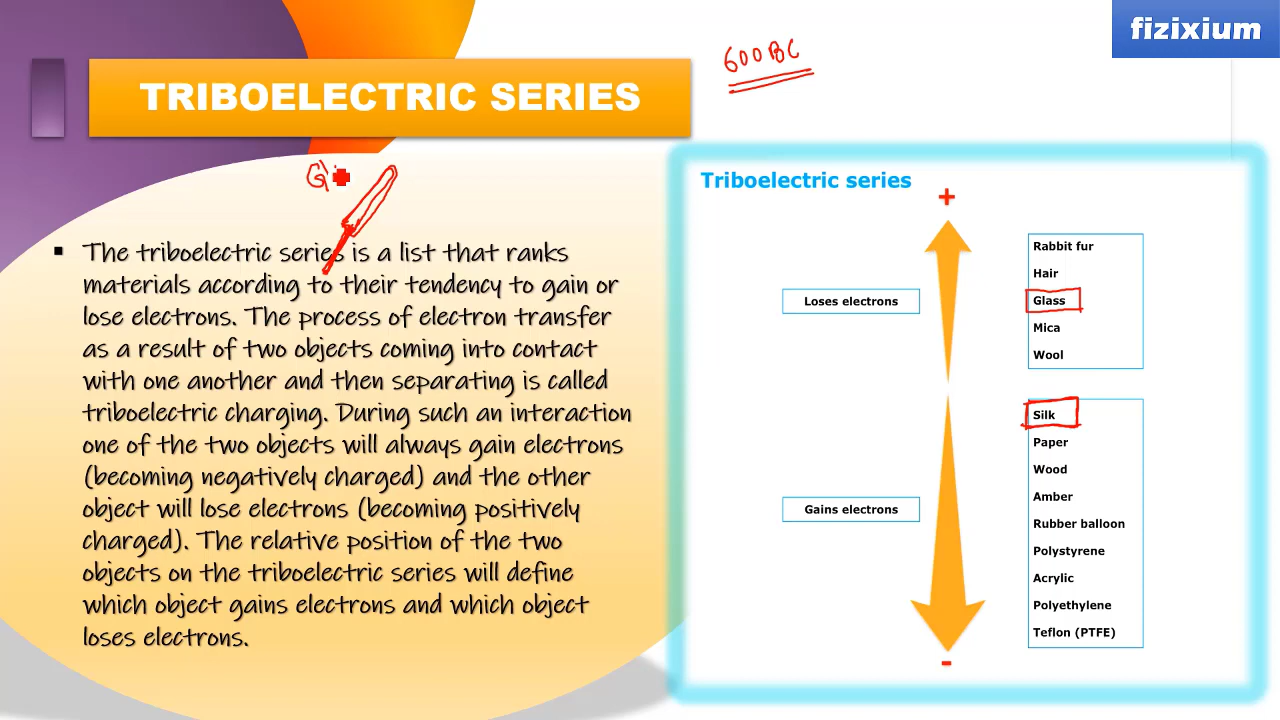 fizixium
600BC
TRIBOELECTRIC SERIES
The triboelectric series is a list that ranks
materials according to their tendency to gain or
lose electrons. The process of electron transfer
as a result of two objects coming into contact
with one another and then separating is called
triboelectric charging. During such an interaction
one of the two objects will always gain electrons
(becoming negatively charged) and the other
object will lose electrons (becoming positively
charged). The relative position of the two
objects on the triboelectric series will define
which object gains electrons and which object
loses electrons.
Triboelectric series
+
Loses electrons
Rabbit fur
Hair
Glass
Mica
Wool
Gains electrons
Silk
Paper
Wood
Amber
Rubber balloon
Polystyrene
Acrylic
Polyethylene
Teflon (PTFE)
-